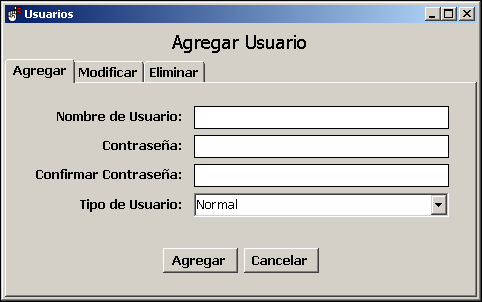 Usuarios
Agregar Usuario
Agregar Modificar Eliminar
Nombre de Usuario:
Contraseña:
Confirmar Contraseña:
Tipo de Usuario: Normal
Agregar Cancelar